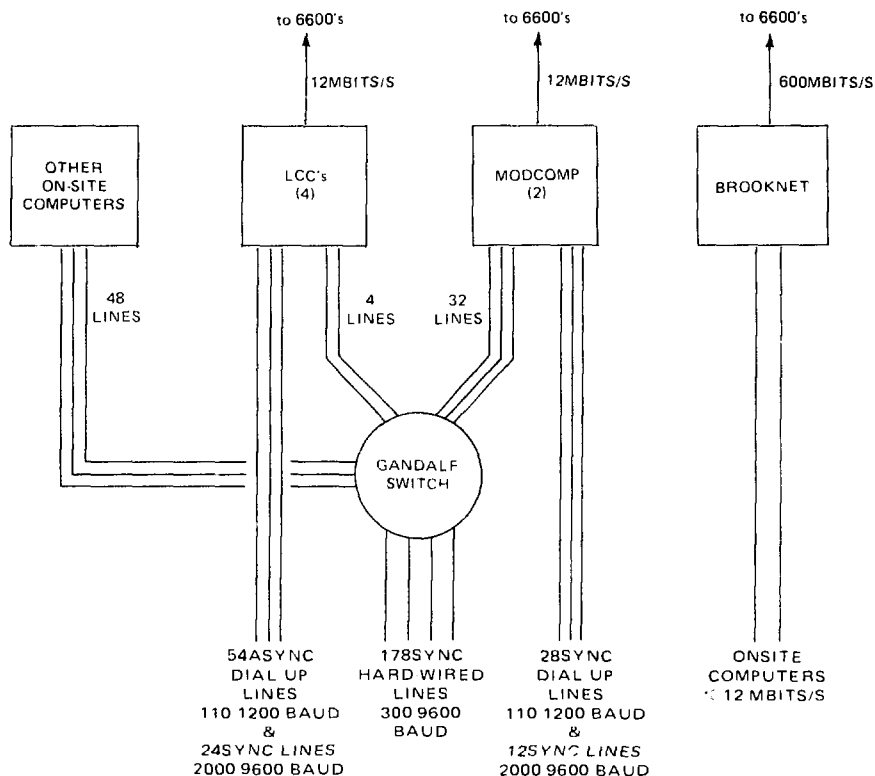 to 6600's
to 6600's
to 6600's
12MBITS/S
12MBITS/S
600MBITS/S
OTHER
ON-SITE
COMPUTERS
LCC's
(4)
MODCOMP
(2)
BROOKNET
48
LINES
4
LINES
32
LINES
GANDALF
SWITCH
54ASYNC
DIAL UP
LINES
110 1200 BAUD
&
24SYNC LINES
2000 9600 BAUD
178SYNC
HARD-WIRED
LINES
300 9600
BAUD
28SYNC
DIAL UP
LINES
110 1200 BAUD
&
12SYNC LINES
2000 9600 BAUD
ONSITE
COMPUTERS
12 MBITS/S